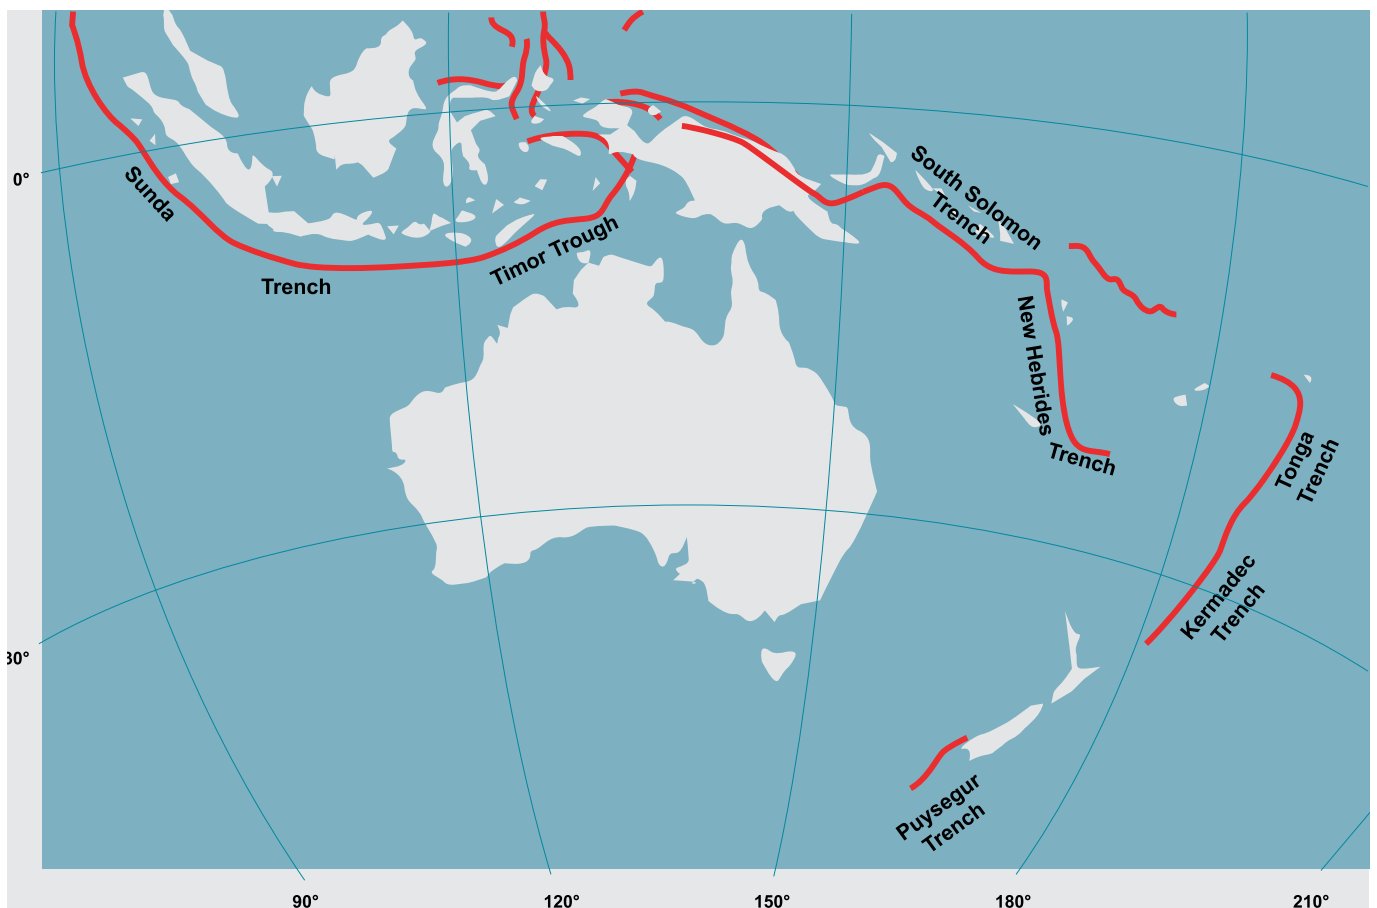 0°
Sunda
Trench
Timor Trough
South Solomon
Trench
New Hebrides
Trench
Tonga
Trench
Kermadec
Trench
30°
Puysegur
Trench
90°
120°
150°
180°
210°